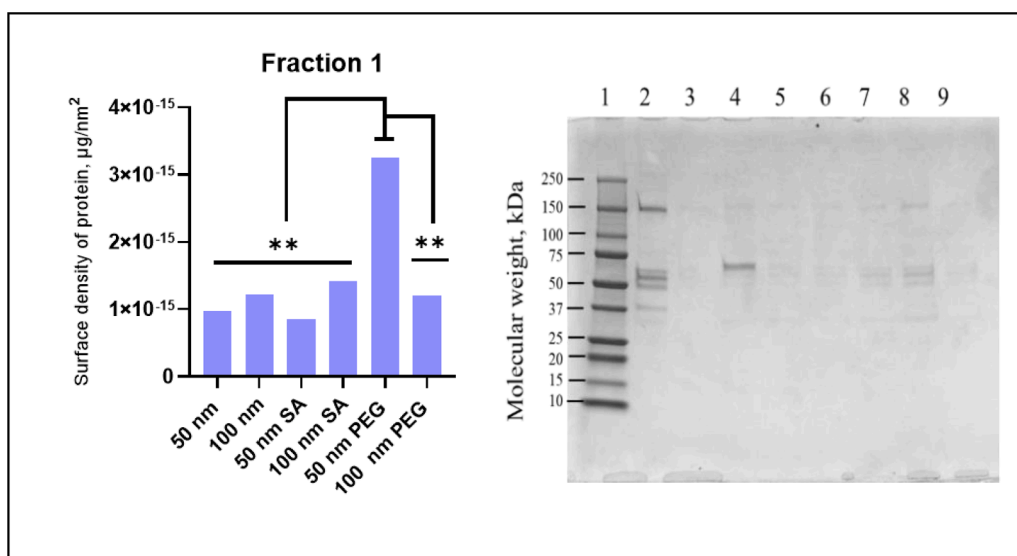 Fraction 1
Surface density of protein, µg/nm²
4×10⁻¹⁵
3×10⁻¹⁵
2×10⁻¹⁵
1×10⁻¹⁵
0
**
**
50 nm
100 nm
50 nm SA
100 nm SA
50 nm PEG
100 nm PEG
1 2 3 4 5 6 7 8 9
Molecular weight, kDa
250
150
100
75
50
37
25
20
15
10